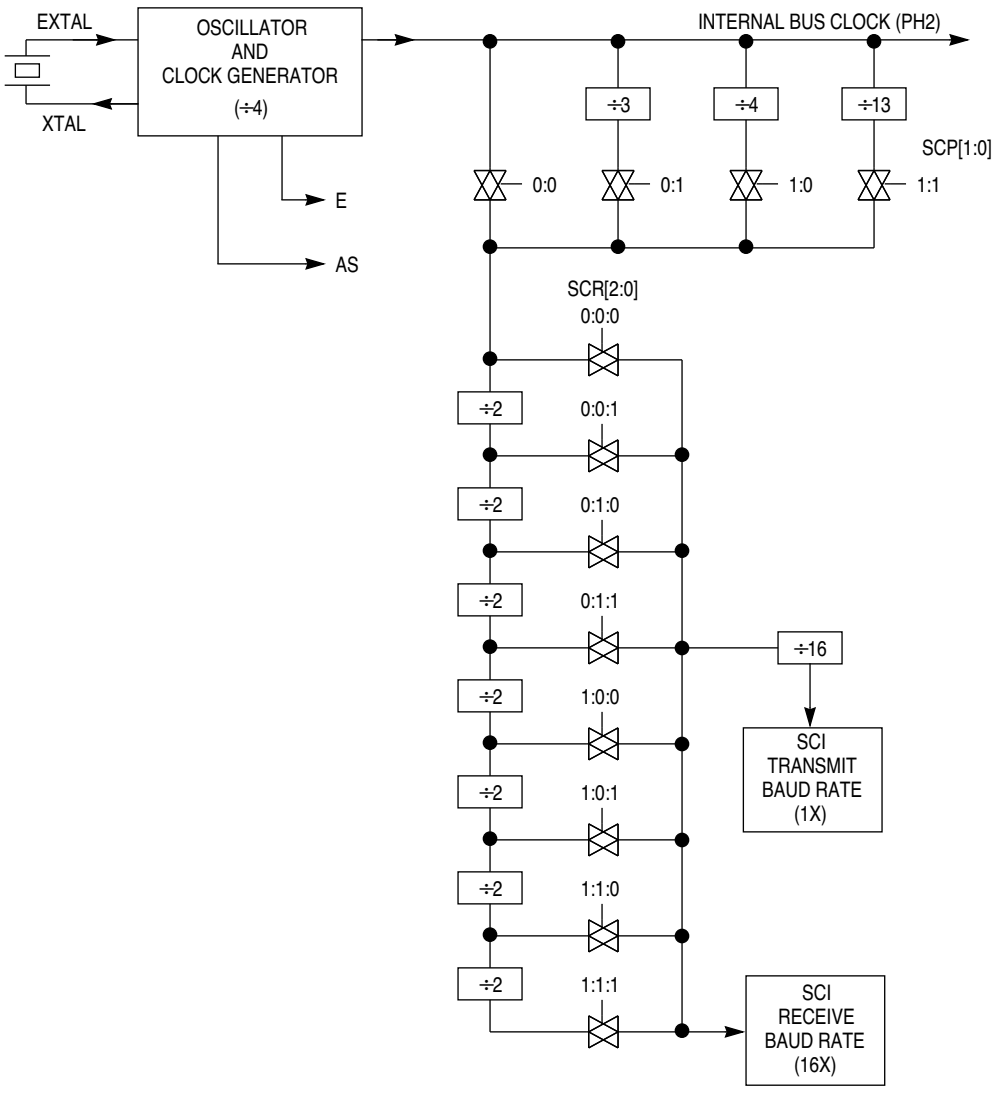 EXTAL
XTAL
OSCILLATOR
AND
CLOCK GENERATOR
(÷4)
INTERNAL BUS CLOCK (PH2)
÷3
÷4
÷13
SCP[1:0]
0:0
0:1
1:0
1:1
E
AS
SCR[2:0]
0:0:0
÷2
0:0:1
÷2
0:1:0
÷2
0:1:1
÷16
÷2
1:0:0
SCI
TRANSMIT
BAUD RATE
(1X)
÷2
1:0:1
÷2
1:1:0
÷2
1:1:1
SCI
RECEIVE
BAUD RATE
(16X)